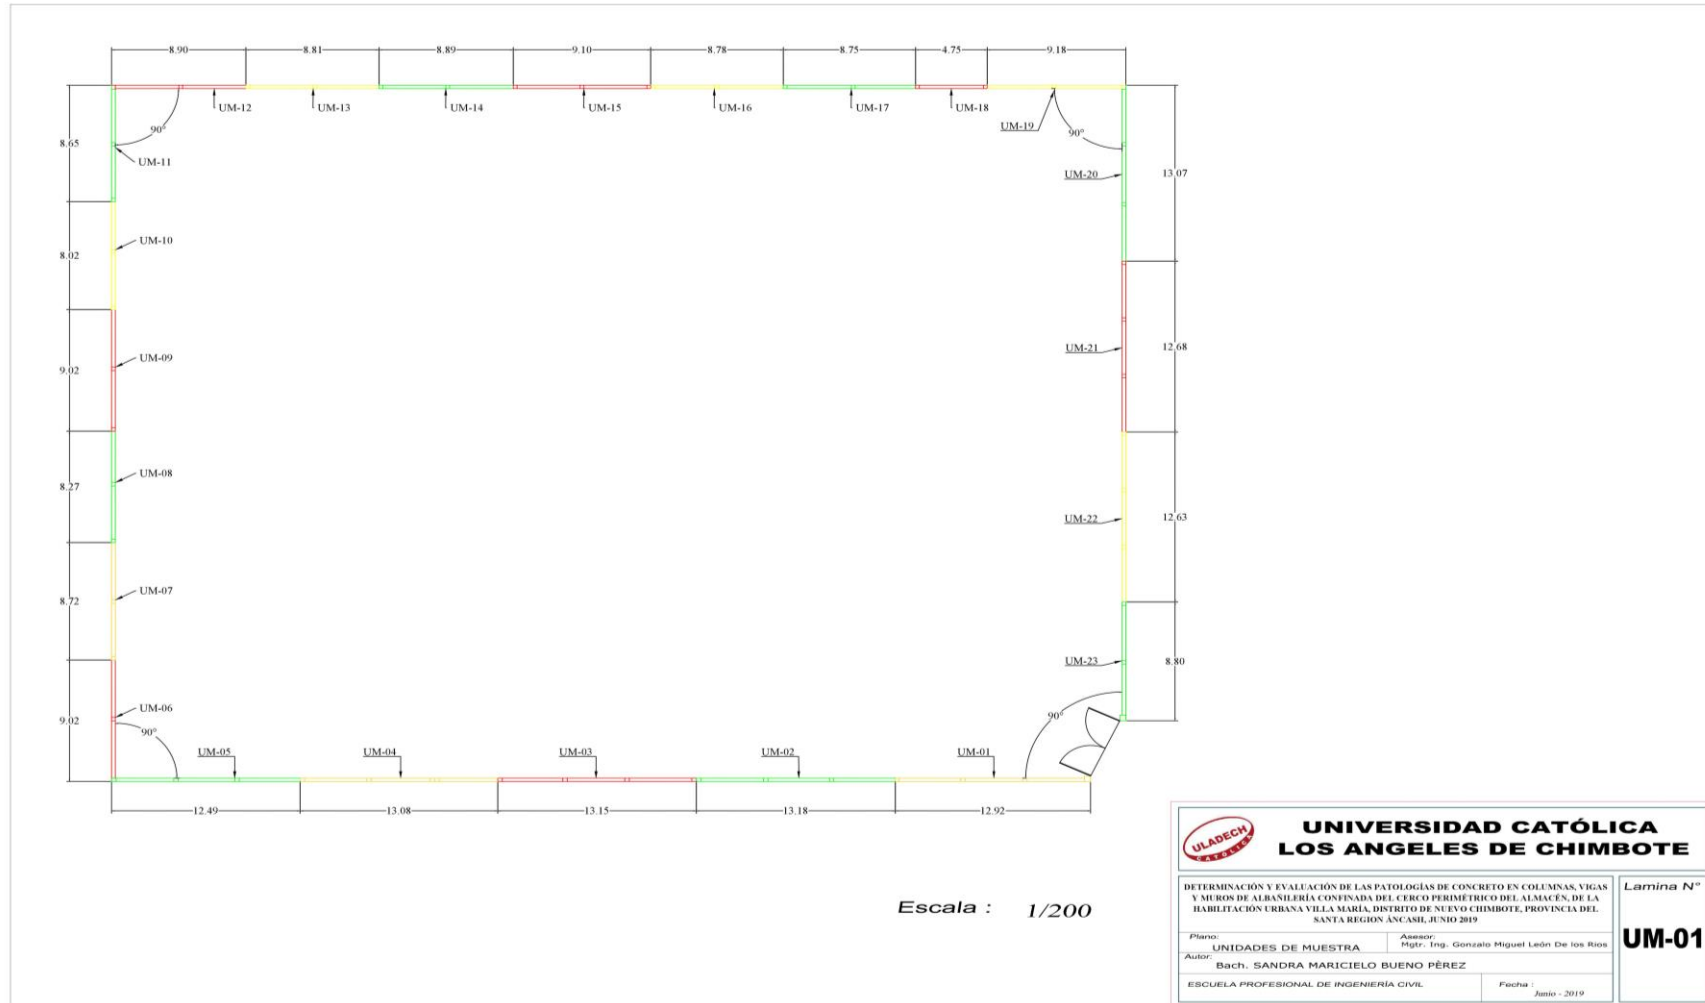 8.90 8.81 8.89 9.10 8.78 8.75 4.75 9.18
UM-12 UM-13 UM-14 UM-15 UM-16 UM-17 UM-18
UM-19
90°
90°
8.65
UM-11
UM-20
13.07
UM-10
8.02
UM-21
12.68
UM-09
9.02
UM-08
8.27
UM-22
12.63
UM-07
8.72
UM-23
8.80
UM-06
9.02
90°
90°
UM-05 UM-04 UM-03 UM-02 UM-01
12.49 13.08 13.15 13.18 12.92
Escala : 1/200
ULADECH
CATÓLICA
UNIVERSIDAD CATÓLICA
LOS ANGELES DE CHIMBOTE
DETERMINACIÓN Y EVALUACIÓN DE LAS PATOLOGÍAS DE CONCRETO EN COLUMNAS, VIGAS
Y MUROS DE ALBAÑILERÍA CONFINADA DEL CERCO PERIMÉTRICO DEL ALMACÉN, DE LA
HABILITACIÓN URBANA VILLA MARÍA, DISTRITO DE NUEVO CHIMBOTE, PROVINCIA DEL
SANTA REGION ÁNCASH, JUNIO 2019
Lamina N°
UM-01
Plano:
UNIDADES DE MUESTRA
Asesor:
Mgtr. Ing. Gonzalo Miguel León De los Rios
Autor:
Bach. SANDRA MARICIELO BUENO PÈREZ
ESCUELA PROFESIONAL DE INGENIERÍA CIVIL
Fecha :
Junio - 2019